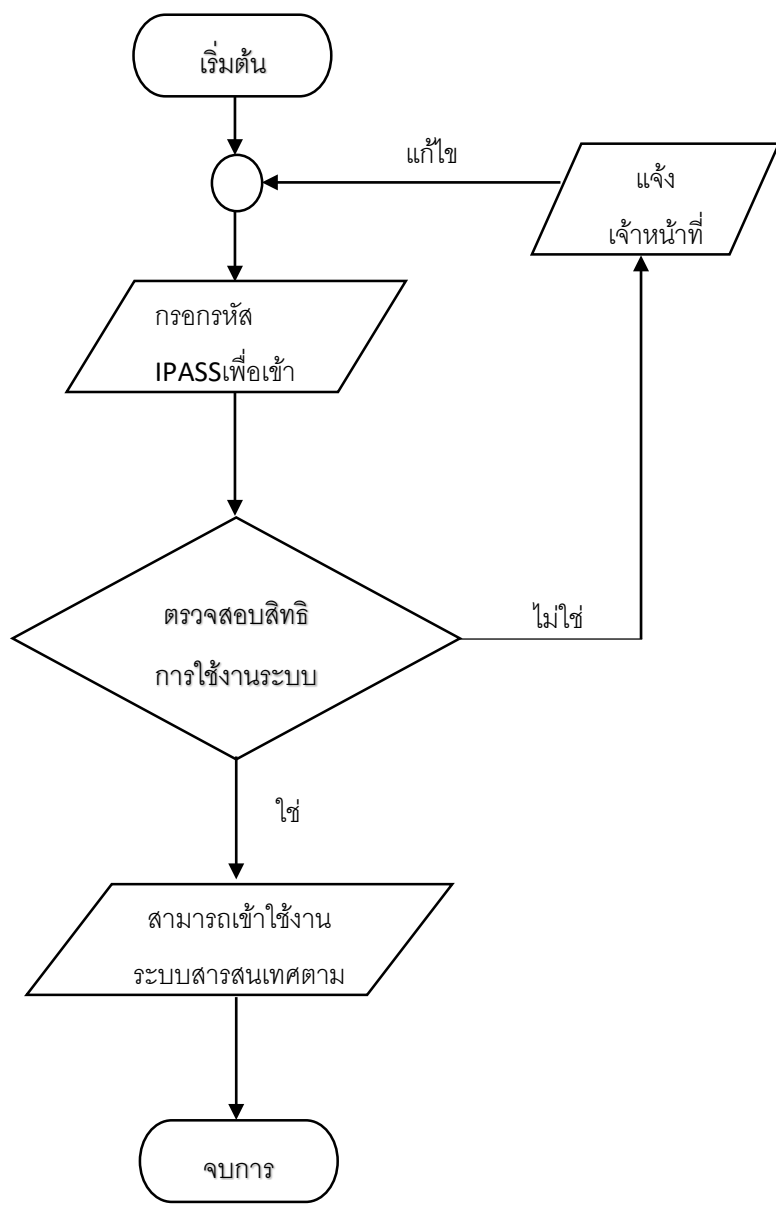 เริ่มต้น
แก้ไข
แจ้ง
เจ้าหน้าที่
กรอกรหัส
IPASSเพื่อเข้า
ตรวจสอบสิทธิ
การใช้งานระบบ
ไม่ใช่
ใช่
สามารถเข้าใช้งาน
ระบบสารสนเทศตาม
จบการ